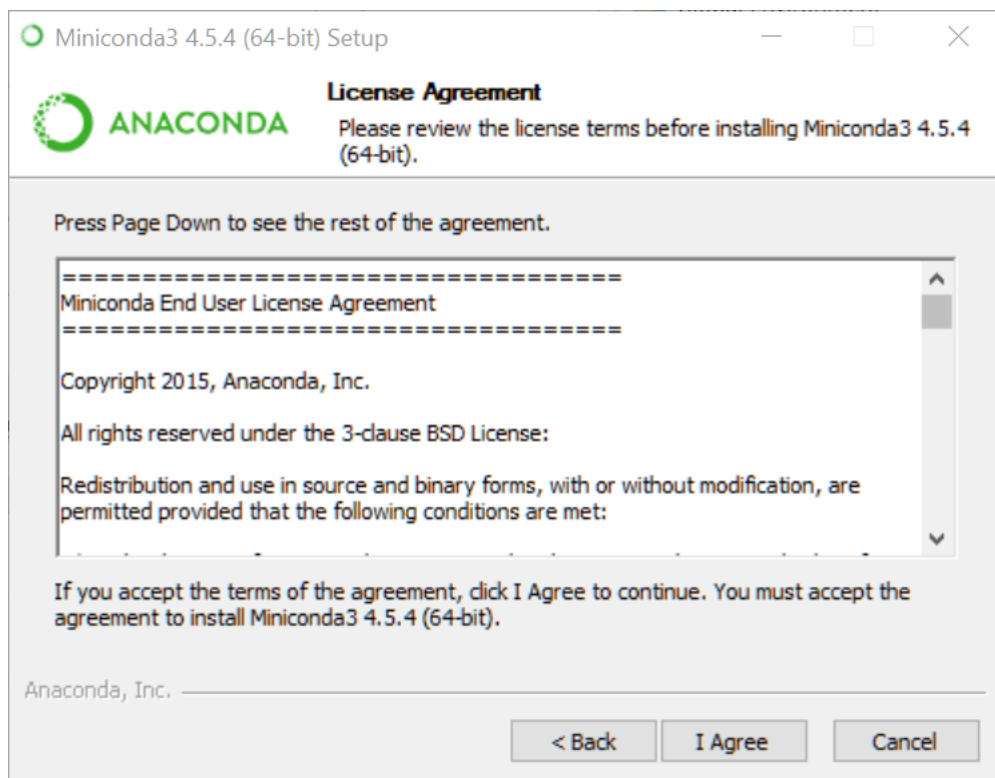 Miniconda3 4.5.4 (64-bit) Setup
ANACONDA
License Agreement
Please review the license terms before installing Miniconda3 4.5.4
(64-bit).
Press Page Down to see the rest of the agreement.
===================================
Miniconda End User License Agreement
===================================
Copyright 2015, Anaconda, Inc.
All rights reserved under the 3-clause BSD License:
Redistribution and use in source and binary forms, with or without modification, are
permitted provided that the following conditions are met:
If you accept the terms of the agreement, click I Agree to continue. You must accept the
agreement to install Miniconda3 4.5.4 (64-bit).
Anaconda, Inc.
< Back
I Agree
Cancel